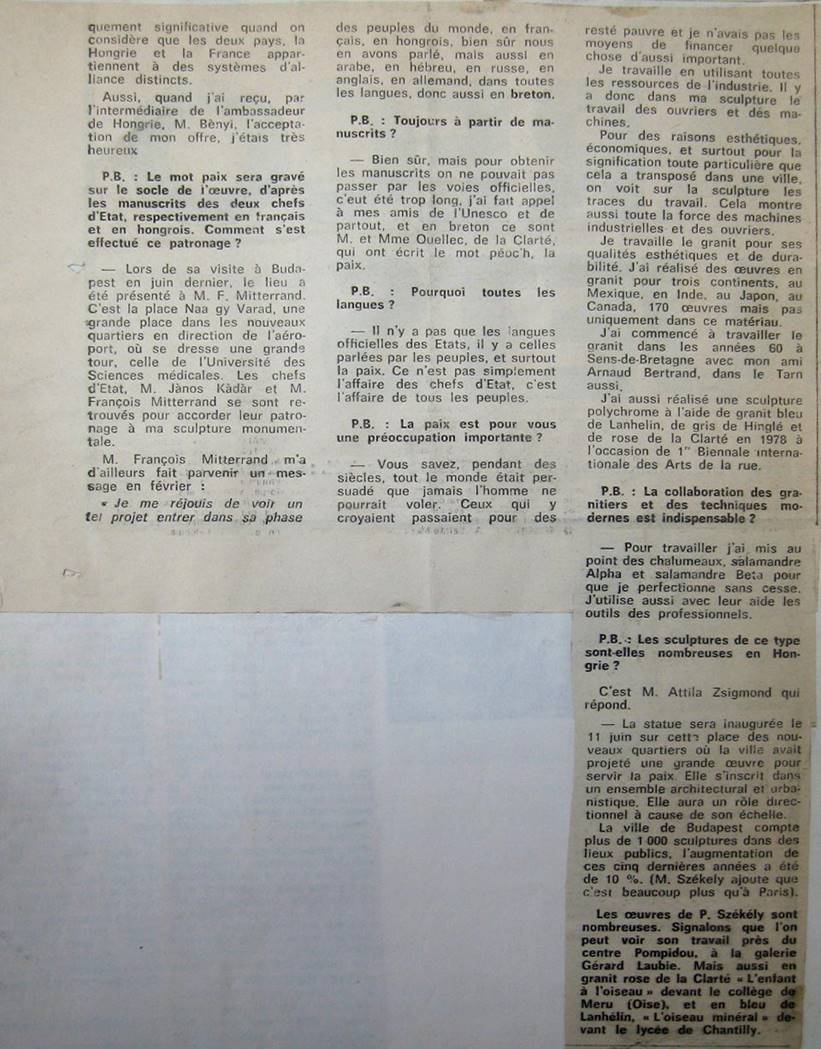 quement significative quand on
considère que les deux pays, la
Hongrie et la France appar-
tiennent à des systèmes d'al-
liance distincts.
Aussi, quand j'ai reçu, par
l'intermédiaire de l'ambassadeur
de Hongrie, M. Bènyi, l'accepta-
tion de mon offre, j'étais très
heureux
P.B. : Le mot paix sera gravé
sur le socle de l'œuvre, d'après
les manuscrits des deux chefs
d'Etat, respectivement en français
et en hongrois. Comment s'est
effectué ce patronage ?
— Lors de sa visite à Buda-
pest en juin dernier, le lieu a
été présenté à M. F. Mitterrand.
C'est la place Naa gy Varad, une
grande place dans les nouveaux
quartiers en direction de l'aéro-
port, où se dresse une grande
tour, celle de l'Université des
Sciences médicales. Les chefs
d'Etat, M. Jànos Kàdàr et M.
François Mitterrand se sont re-
trouvés pour accorder leur patro-
nage à ma sculpture monumen-
tale.
M. François Mitterrand m'a
d'ailleurs fait parvenir un mes-
sage en février :
« Je me réjouis de voir un
tel projet entrer dans sa phase
des peuples du monde, en fran-
çais, en hongrois, bien sûr nous
en avons parlé, mais aussi en
arabe, en hébreu, en russe, en
anglais, en allemand, dans toutes
les langues, donc aussi en breton.
P.B. : Toujours à partir de ma-
nuscrits ?
— Bien sûr, mais pour obtenir
les manuscrits on ne pouvait pas
passer par les voies officielles,
c'eut été trop long, j'ai fait appel
à mes amis de l'Unesco et de
partout, et en breton ce sont
M. et Mme Ouellec, de la Clarté,
qui ont écrit le mot péoc'h, la
paix.
P.B. : Pourquoi toutes les
langues ?
— Il n'y a pas que les langues
officielles des Etats, il y a celles
parlées par les peuples, et surtout
la paix. Ce n'est pas simplement
l'affaire des chefs d'Etat, c'est
l'affaire de tous les peuples.
P.B. : La paix est pour vous
une préoccupation importante ?
— Vous savez, pendant des
siècles, tout le monde était per-
suadé que jamais l'homme ne
pourrait voler. Ceux qui y
croyaient passaient pour des
resté pauvre et je n'avais pas les
moyens de financer quelque
chose d'aussi important.
Je travaille en utilisant toutes
les ressources de l'industrie. Il y
a donc dans ma sculpture le
travail des ouvriers et des ma-
chines.
Pour des raisons esthétiques,
économiques, et surtout pour la
signification toute particulière que
cela a transposé dans une ville,
on voit sur la sculpture les
traces du travail. Cela montre
aussi toute la force des machines
industrielles et des ouvriers.
Je travaille le granit pour ses
qualités esthétiques et de dura-
bilité. J'ai réalisé des œuvres en
granit pour trois continents, au
Mexique, en Inde, au Japon, au
Canada, 170 œuvres mais pas
uniquement dans ce matériau.
J'ai commencé à travailler le
granit dans les années 60 à
Sens-de-Bretagne avec mon ami
Arnaud Bertrand, dans le Tarn
aussi.
J'ai aussi réalisé une sculpture
polychrome à l'aide de granit bleu
de Lanhelin, de gris de Hinglé et
de rose de la Clarté en 1978 à
l'occasion de 1re Biennale interna-
tionale des Arts de la rue.
P.B. : La collaboration des gra-
nitiers et des techniques mo-
dernes est indispensable ?
— Pour travailler j'ai mis au
point des chalumeaux, salamandre
Alpha et salamandre Beta pour
que je perfectionne sans cesse.
J'utilise aussi avec leur aide les
outils des professionnels.
P.B. : Les sculptures de ce type
sont-elles nombreuses en Hon-
grie ?
C'est M. Attila Zsigmond qui
répond.
— La statue sera inaugurée le
11 juin sur cette place des nou-
veaux quartiers où la ville avait
projeté une grande œuvre pour
servir la paix. Elle s'inscrit dans
un ensemble architectural et urba-
nistique. Elle aura un rôle direc-
tionnel à cause de son échelle.
La ville de Budapest compte
plus de 1 000 sculptures dans des
lieux publics, l'augmentation de
ces cinq dernières années a été
de 10 %. (M. Székely ajoute que
c'est beaucoup plus qu'à Paris).
Les œuvres de P. Székély sont
nombreuses. Signalons que l'on
peut voir son travail près du
centre Pompidou, à la galerie
Gérard Laubie. Mais aussi en
granit rose de la Clarté « L'enfant
à l'oiseau » devant le collège de
Meru (Oise), et en bleu de
Lanhélin, « L'oiseau minéral » de-
vant le lycée de Chantilly.